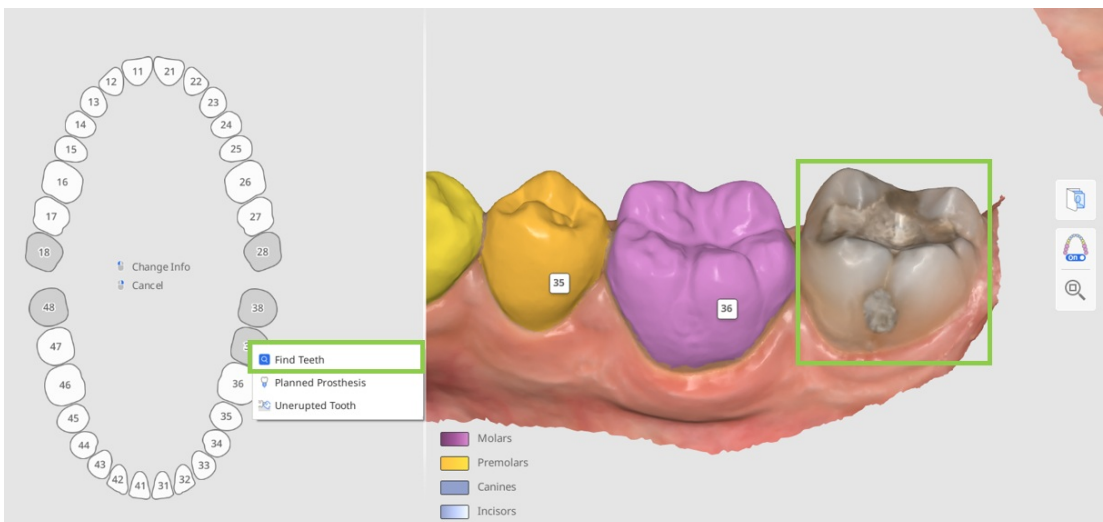 11 21
12 22
13 23
14 24
15 25
16 26
17 27
18 28
Change Info
Cancel
48 38
47
46 36
45 35
44 34
43 33
42 41 31 32
Find Teeth
Planned Prosthesis
Unerupted Tooth
35
36
ON
Molars
Premolars
Canines
Incisors